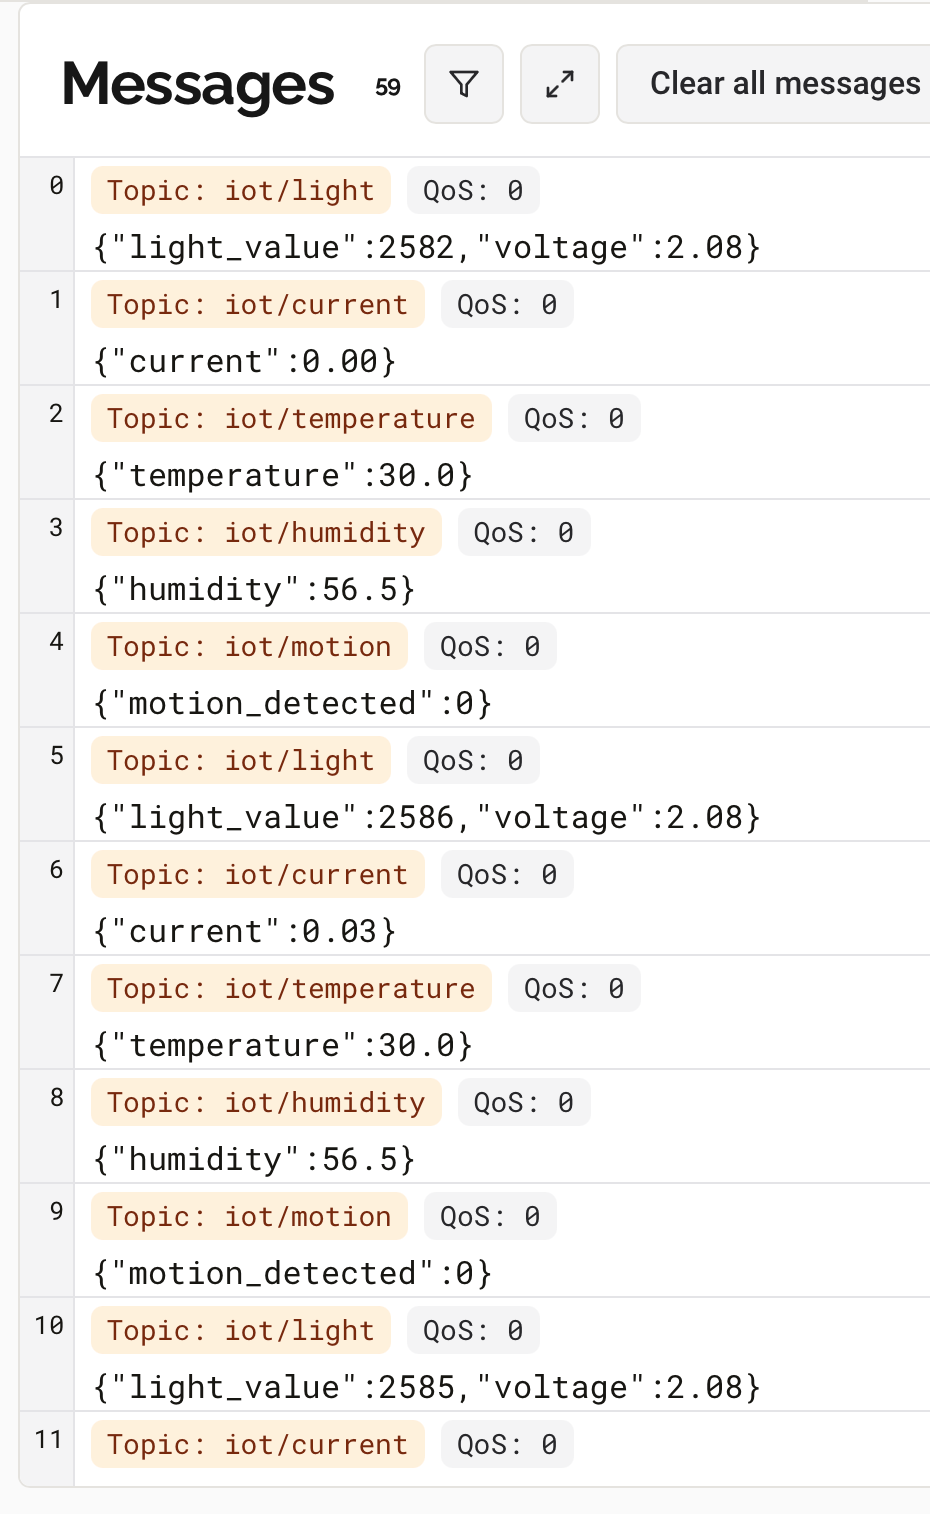 Messages 59 Clear all messages
0 Topic: iot/light QoS: 0
{"light_value":2582,"voltage":2.08}
1 Topic: iot/current QoS: 0
{"current":0.00}
2 Topic: iot/temperature QoS: 0
{"temperature":30.0}
3 Topic: iot/humidity QoS: 0
{"humidity":56.5}
4 Topic: iot/motion QoS: 0
{"motion_detected":0}
5 Topic: iot/light QoS: 0
{"light_value":2586,"voltage":2.08}
6 Topic: iot/current QoS: 0
{"current":0.03}
7 Topic: iot/temperature QoS: 0
{"temperature":30.0}
8 Topic: iot/humidity QoS: 0
{"humidity":56.5}
9 Topic: iot/motion QoS: 0
{"motion_detected":0}
10 Topic: iot/light QoS: 0
{"light_value":2585,"voltage":2.08}
11 Topic: iot/current QoS: 0